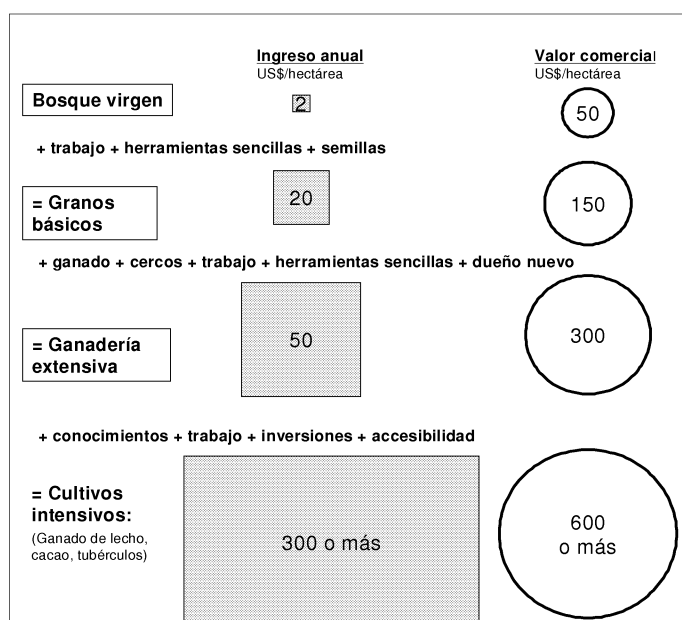 Ingreso anual
US$/hectárea
Valor comercial
US$/hectárea
Bosque virgen
2
50
+ trabajo + herramientas sencillas + semillas
= Granos
básicos
20
150
+ ganado + cercos + trabajo + herramientas sencillas + dueño nuevo
= Ganadería
extensiva
50
300
+ conocimientos + trabajo + inversiones + accesibilidad
= Cultivos
intensivos:
(Ganado de lecho,
cacao, tubérculos)
300 o más
600
o más